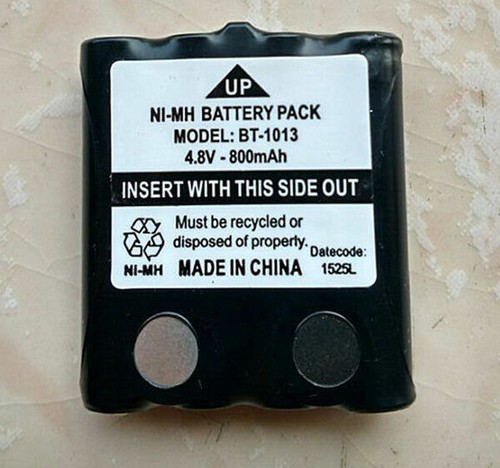 UP
NI-MH BATTERY PACK
MODEL: BT-1013
4.8V - 800mAh
INSERT WITH THIS SIDE OUT
Must be recycled or
disposed of properly.
NI-MH
MADE IN CHINA
Datecode:
1525L